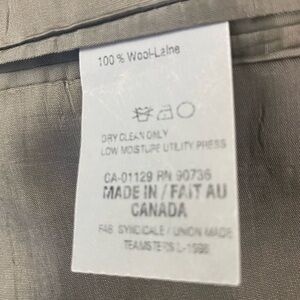 100 % Wool-Laine
DRY CLEAN ONLY
LOW MOISTURE UTILITY PRESS
CA-01129 RN 90736
MADE IN / FAIT AU
CANADA
FAB SYNDICALE / UNION MADE
TEAMSTERS L-1598